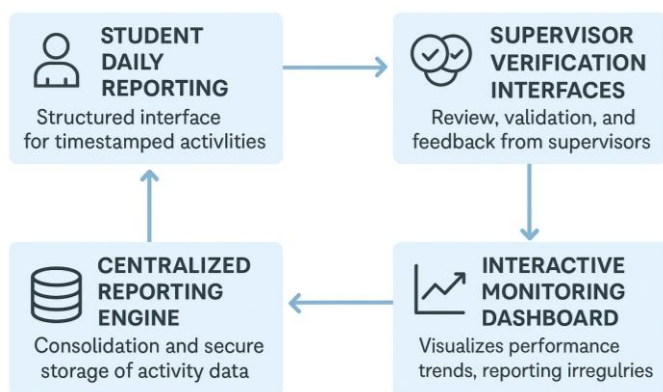 STUDENT
DAILY
REPORTING
Structured interface
for timestamped activlities
SUPERVISOR
VERIFICATION
INTERFACES
Review, validation, and
feedback from supervisors
CENTRALIZED
REPORTING
ENGINE
Consolidation and secure
storage of activity data
INTERACTIVE
MONITORING
DASHBOARD
Visualizes performance
trends, reporting irregulries